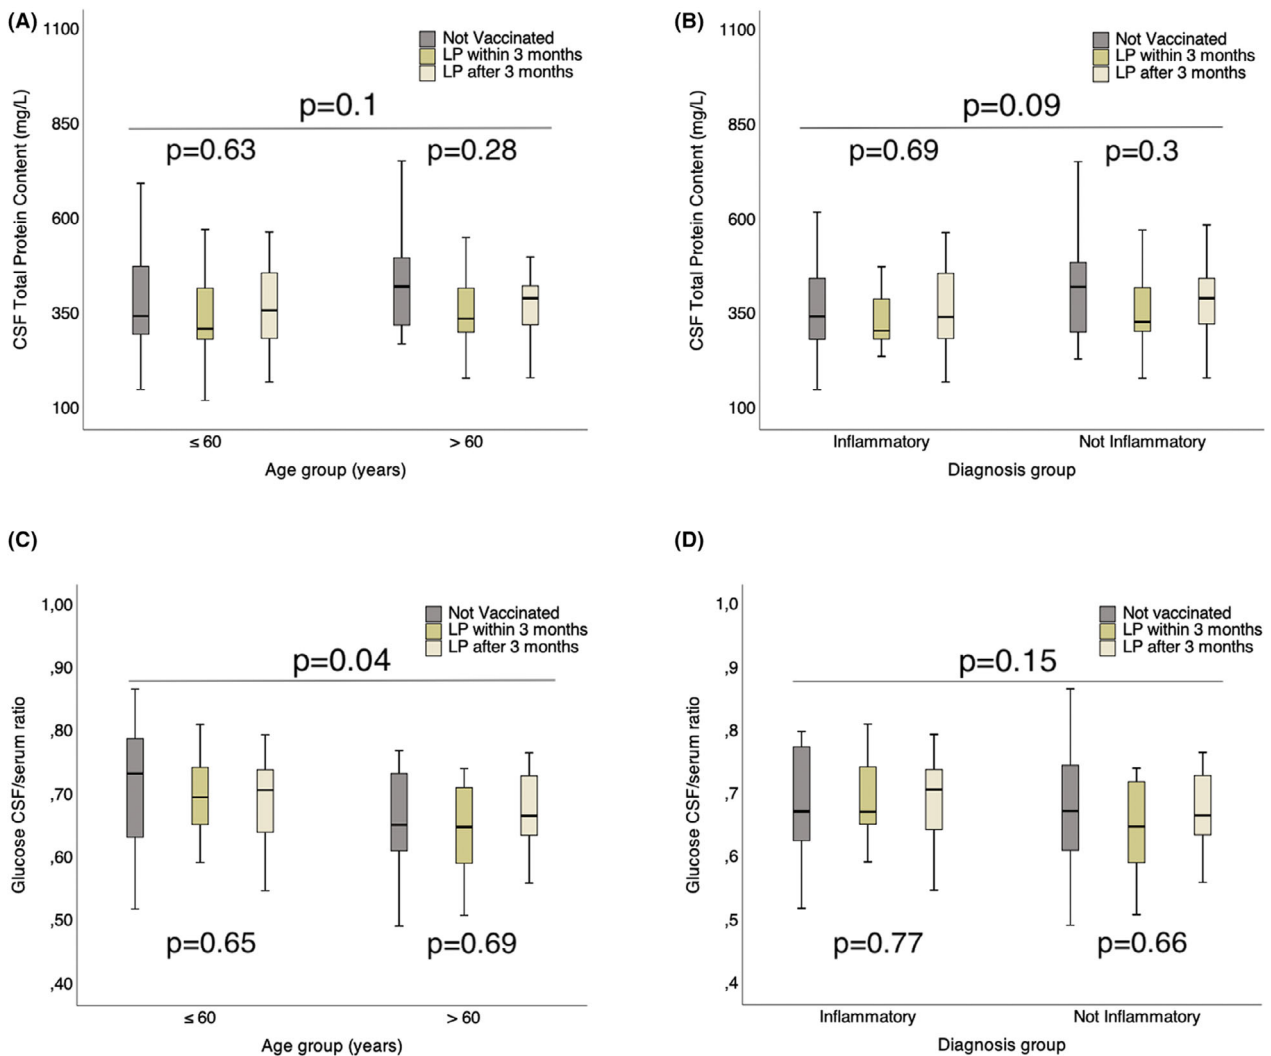 (A)
1100
850
600
350
100
CSF Total Protein Content (mg/L)
Not Vaccinated
LP within 3 months
LP after 3 months
p=0.1
p=0.63
p=0.28
≤ 60
> 60
Age group (years)
(B)
1100
850
600
350
100
CSF Total Protein Content (mg/L)
Not Vaccinated
LP within 3 months
LP after 3 months
p=0.09
p=0.69
p=0.3
Inflammatory
Not Inflammatory
Diagnosis group
(C)
1,00
,90
,80
,70
,60
,50
,40
Glucose CSF/serum ratio
Not Vaccinated
LP within 3 months
LP after 3 months
p=0.04
p=0.65
p=0.69
≤ 60
> 60
Age group (years)
(D)
1,0
,9
,8
,7
,6
,5
,4
Glucose CSF/serum ratio
Not vaccinated
LP within 3 months
LP after 3 months
p=0.15
p=0.77
p=0.66
Inflammatory
Not Inflammatory
Diagnosis group